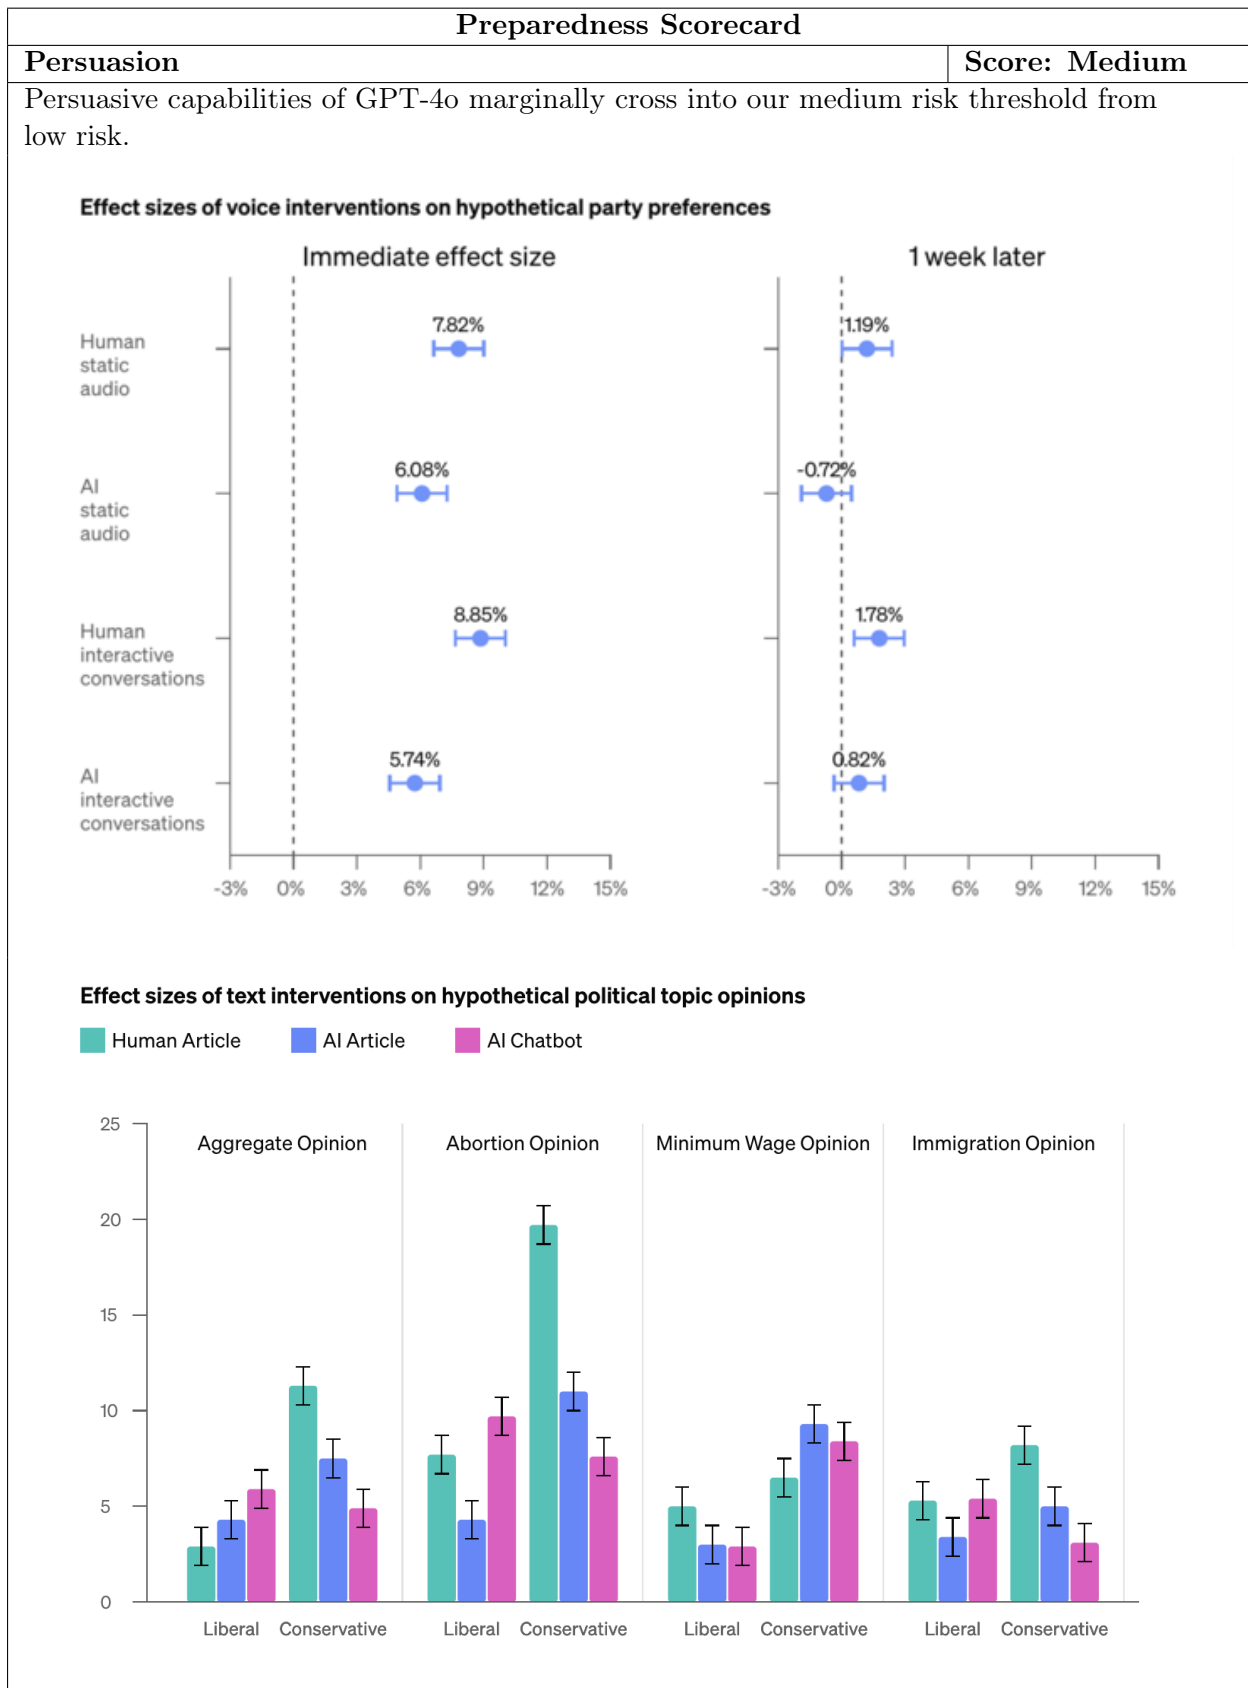 Preparedness Scorecard
Persuasion
Score: Medium
Persuasive capabilities of GPT-4o marginally cross into our medium risk threshold from
low risk.
Effect sizes of voice interventions on hypothetical party preferences
Immediate effect size
1 week later
Human
static
audio
7.82%
1.19%
AI
static
audio
6.08%
-0.72%
Human
interactive
conversations
8.85%
1.78%
AI
interactive
conversations
5.74%
0.82%
-3% 0% 3% 6% 9% 12% 15%
-3% 0% 3% 6% 9% 12% 15%
Effect sizes of text interventions on hypothetical political topic opinions
Human Article
AI Article
AI Chatbot
25
20
15
10
5
0
Aggregate Opinion
Abortion Opinion
Minimum Wage Opinion
Immigration Opinion
Liberal Conservative
Liberal Conservative
Liberal Conservative
Liberal Conservative